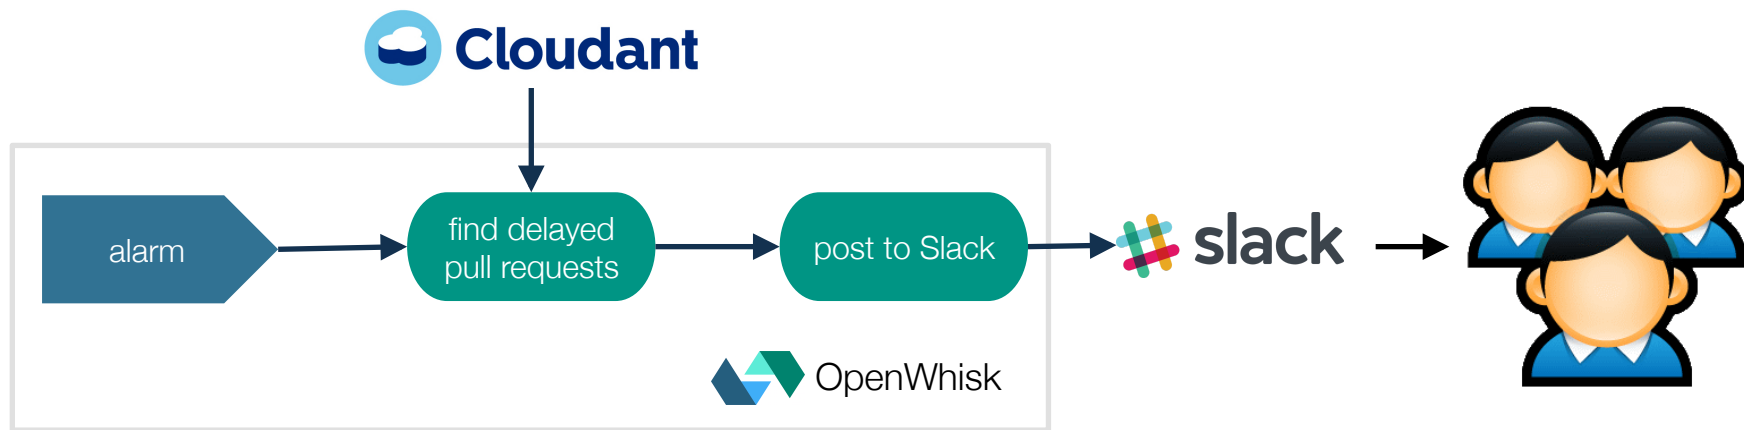 Cloudant
alarm
find delayed
pull requests
post to Slack
slack
OpenWhisk